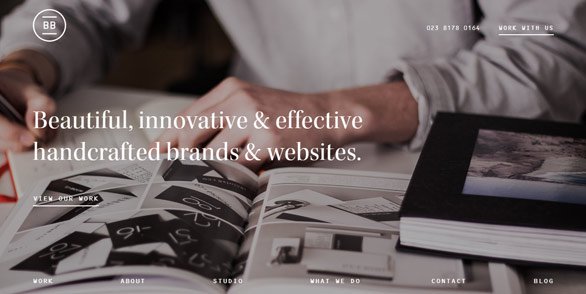 BB
023 8178 0164
WORK WITH US
Beautiful, innovative & effective
handcrafted brands & websites.
VIEW OUR WORK
WORK
ABOUT
STUDIO
WHAT WE DO
CONTACT
BLOG